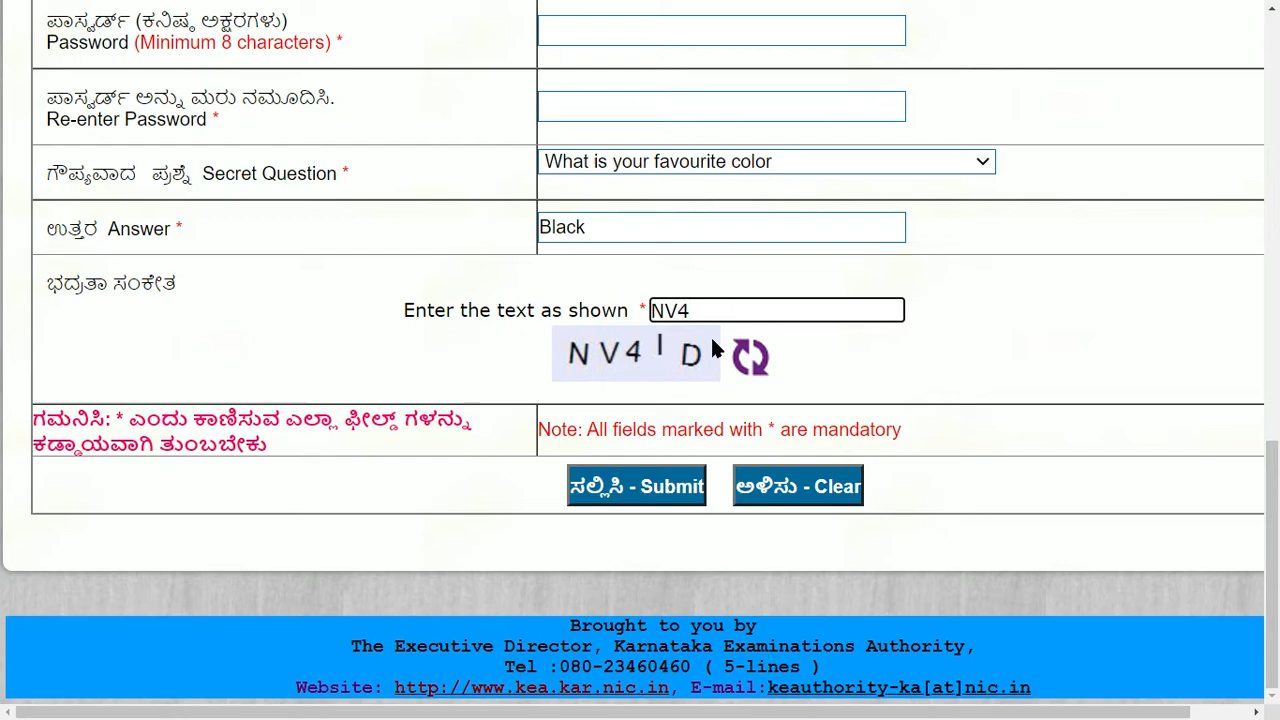 ಪಾಸ್ವರ್ಡ್ (ಕನಿಷ್ಠ ಅಕ್ಷರಗಳು)
Password (Minimum 8 characters) *
ಪಾಸ್ವರ್ಡ್ ಅನ್ನು ಮರು ನಮೂದಿಸಿ.
Re-enter Password *
ಗೌಪ್ಯವಾದ ಪ್ರಶ್ನೆ Secret Question *
What is your favourite color
ಉತ್ತರ Answer *
Black
ಭದ್ರತಾ ಸಂಕೇತ
Enter the text as shown * NV4
N V 4 I D
ಗಮನಿಸಿ: * ಎಂದು ಕಾಣಿಸುವ ಎಲ್ಲಾ ಫೀಲ್ಡ್ ಗಳನ್ನು
ಕಡ್ಡಾಯವಾಗಿ ತುಂಬಬೇಕು
Note: All fields marked with * are mandatory
ಸಲ್ಲಿಸಿ - Submit
ಅಳಿಸು - Clear
Brought to you by
The Executive Director, Karnataka Examinations Authority,
Tel :080-23460460 ( 5-lines )
Website: http://www.kea.kar.nic.in, E-mail:keauthority-ka[at]nic.in